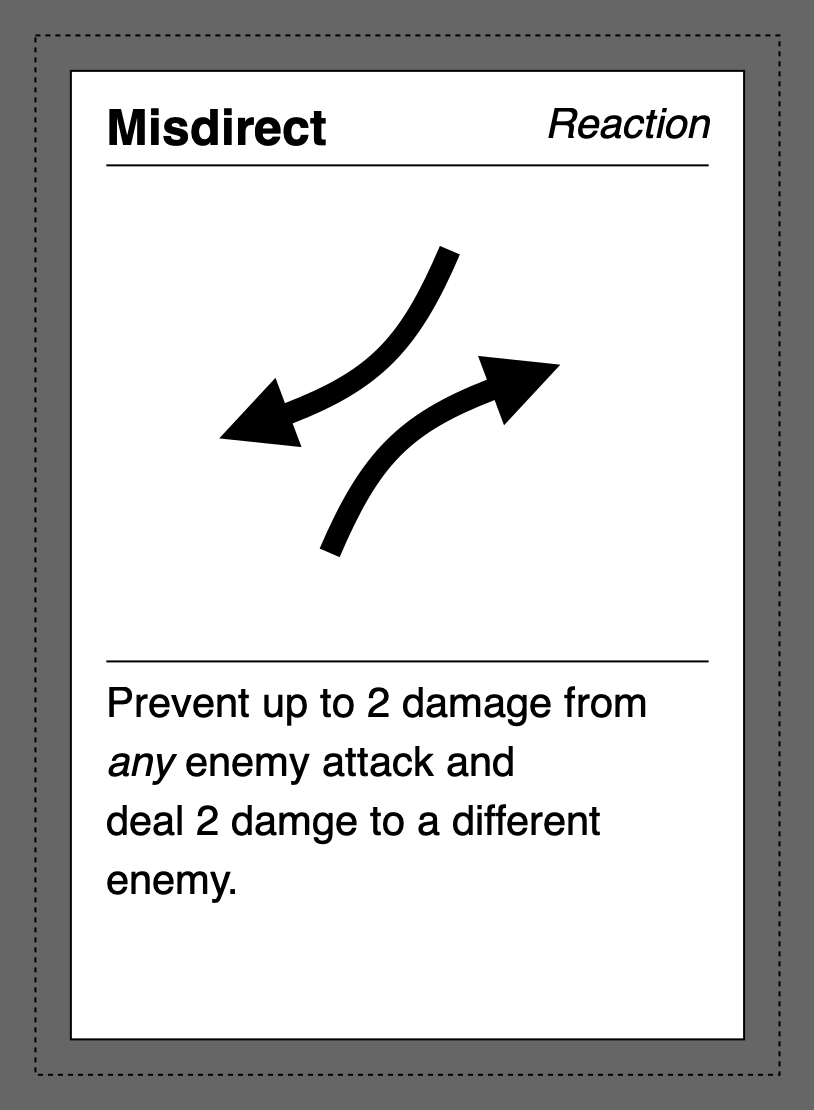 Misdirect
Reaction
Prevent up to 2 damage from
any enemy attack and
deal 2 damge to a different
enemy.